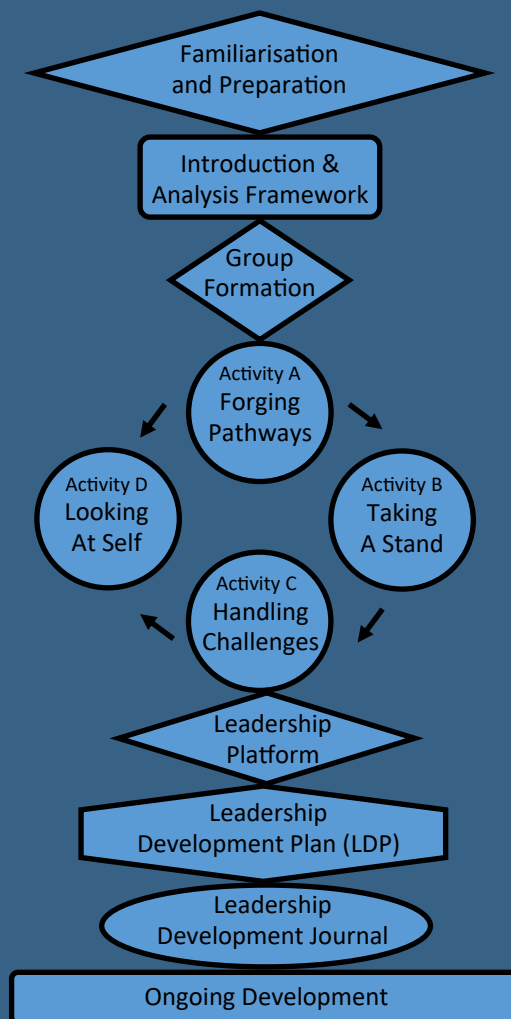 Familiarisation
and Preparation
Introduction &
Analysis Framework
Group
Formation
Activity A
Forging
Pathways
Activity D
Looking
At Self
Activity B
Taking
A Stand
Activity C
Handling
Challenges
Leadership
Platform
Leadership
Development Plan (LDP)
Leadership
Development Journal
Ongoing Development